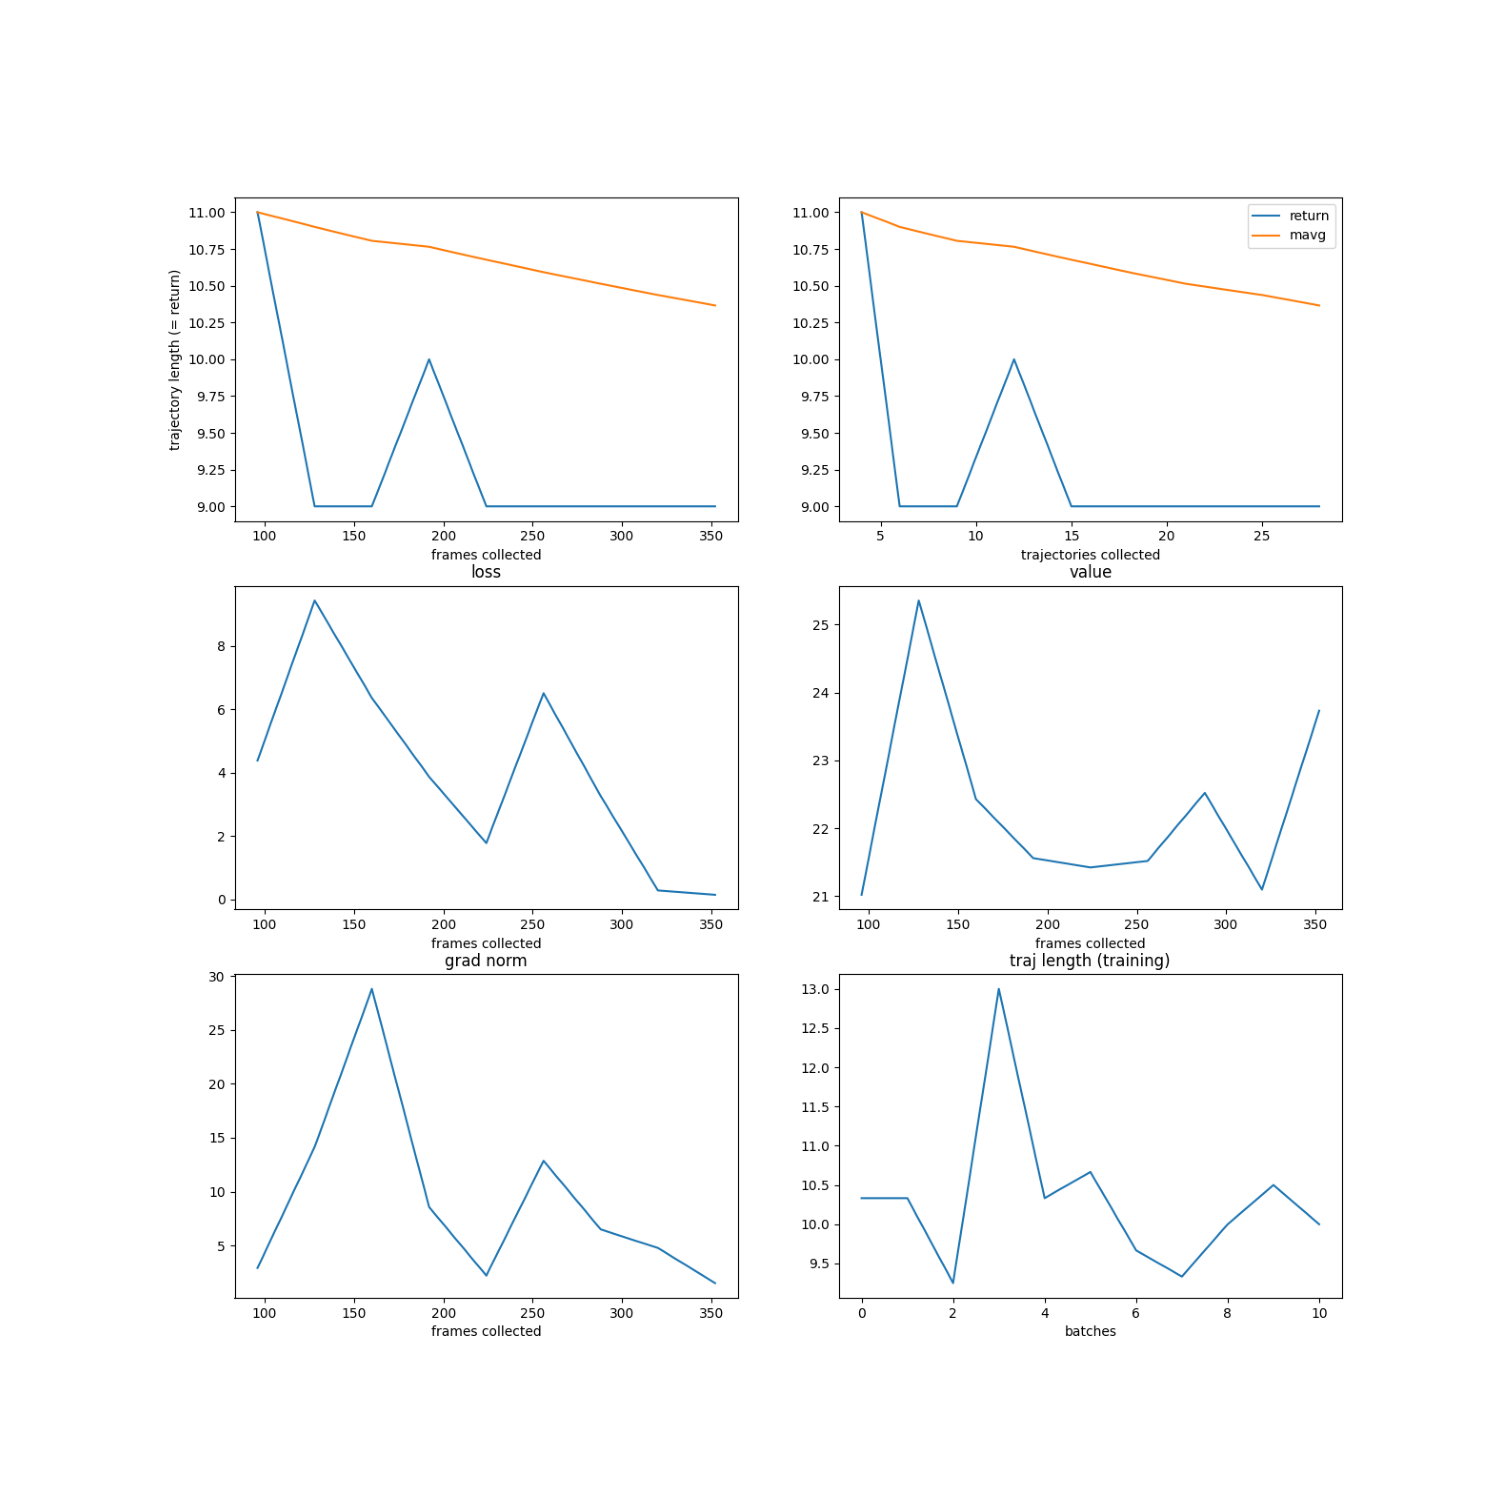 trajectory length (= return)
11.00
10.75
10.50
10.25
10.00
9.75
9.50
9.25
9.00
100 150 200 250 300 350
frames collected
11.00
10.75
10.50
10.25
10.00
9.75
9.50
9.25
9.00
return
mavg
5 10 15 20 25
trajectories collected
loss
8
6
4
2
0
100 150 200 250 300 350
frames collected
value
25
24
23
22
21
100 150 200 250 300 350
frames collected
grad norm
30
25
20
15
10
5
100 150 200 250 300 350
frames collected
traj length (training)
13.0
12.5
12.0
11.5
11.0
10.5
10.0
9.5
0 2 4 6 8 10
batches